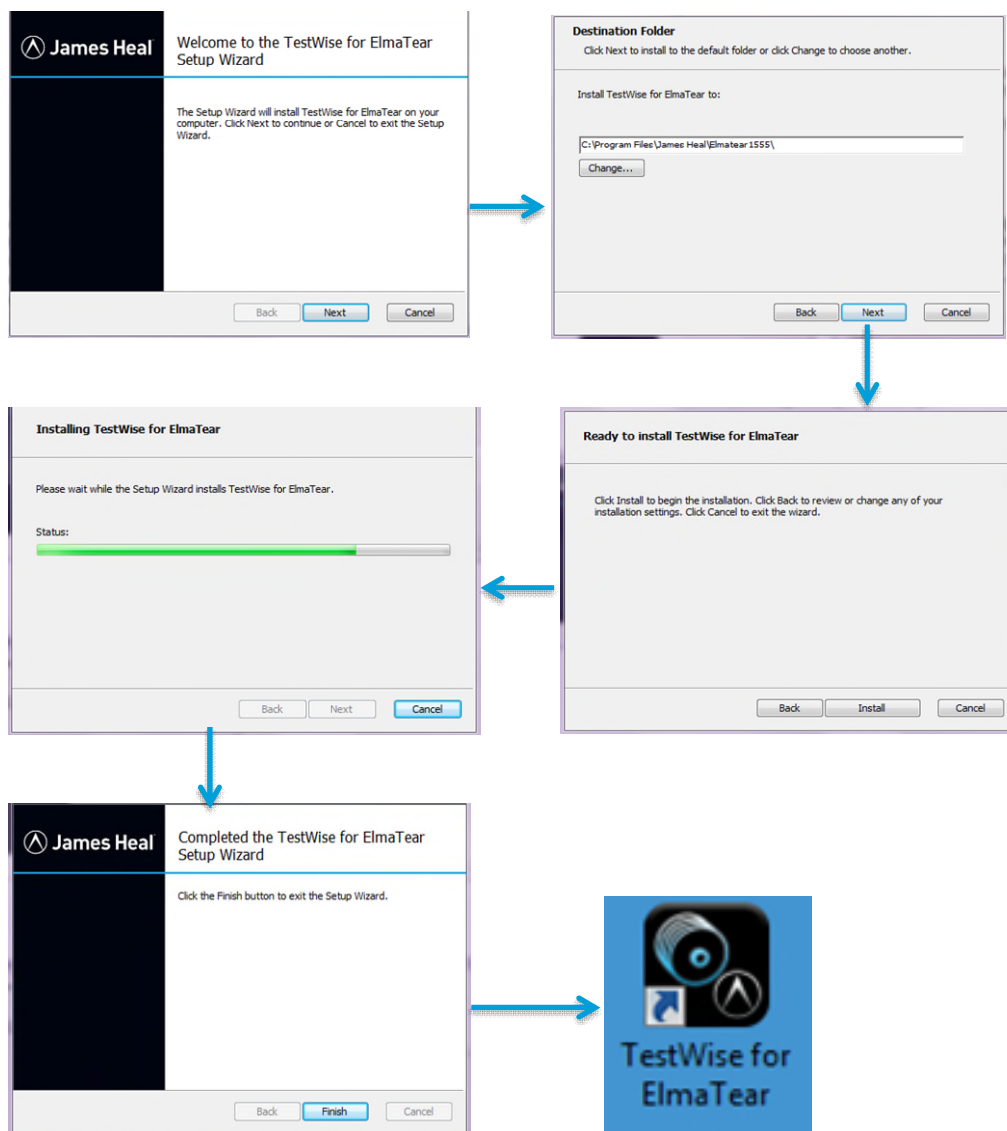 James Heal
Welcome to the TestWise for ElmaTear
Setup Wizard
The Setup Wizard will install TestWise for ElmaTear on your
computer. Click Next to continue or Cancel to exit the Setup
Wizard.
Back Next Cancel
Destination Folder
Click Next to install to the default folder or click Change to choose another.
Install TestWise for ElmaTear to:
C:\Program Files\James Heal\Elmatear1555\
Change...
Back Next Cancel
Ready to install TestWise for ElmaTear
Click Install to begin the installation. Click Back to review or change any of your
installation settings. Click Cancel to exit the wizard.
Back Install Cancel
Installing TestWise for ElmaTear
Please wait while the Setup Wizard installs TestWise for ElmaTear.
Status:
Back Next Cancel
James Heal
Completed the TestWise for ElmaTear
Setup Wizard
Click the Finish button to exit the Setup Wizard.
Back Finish Cancel
TestWise for
ElmaTear